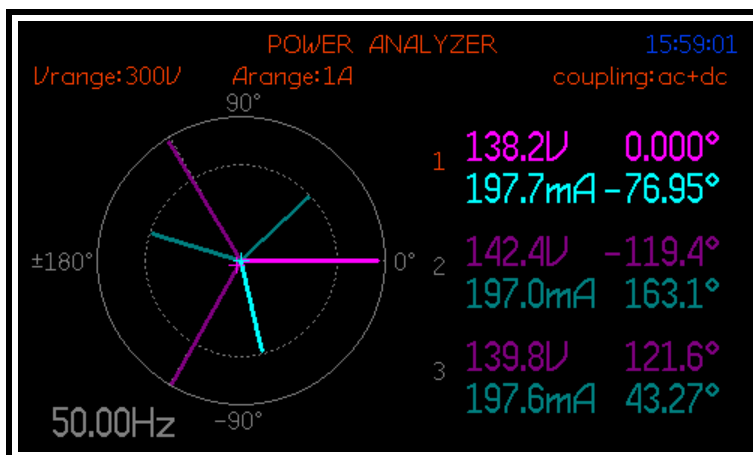 POWER ANALYZER 15:59:01
Vrange:300V Arange:1A coupling:ac+dc
90°
1 138.2V 0.000°
197.7mA -76.95°
±180° 0° 2 142.4V -119.4°
197.0mA 163.1°
3 139.8V 121.6°
197.6mA 43.27°
50.00Hz -90°